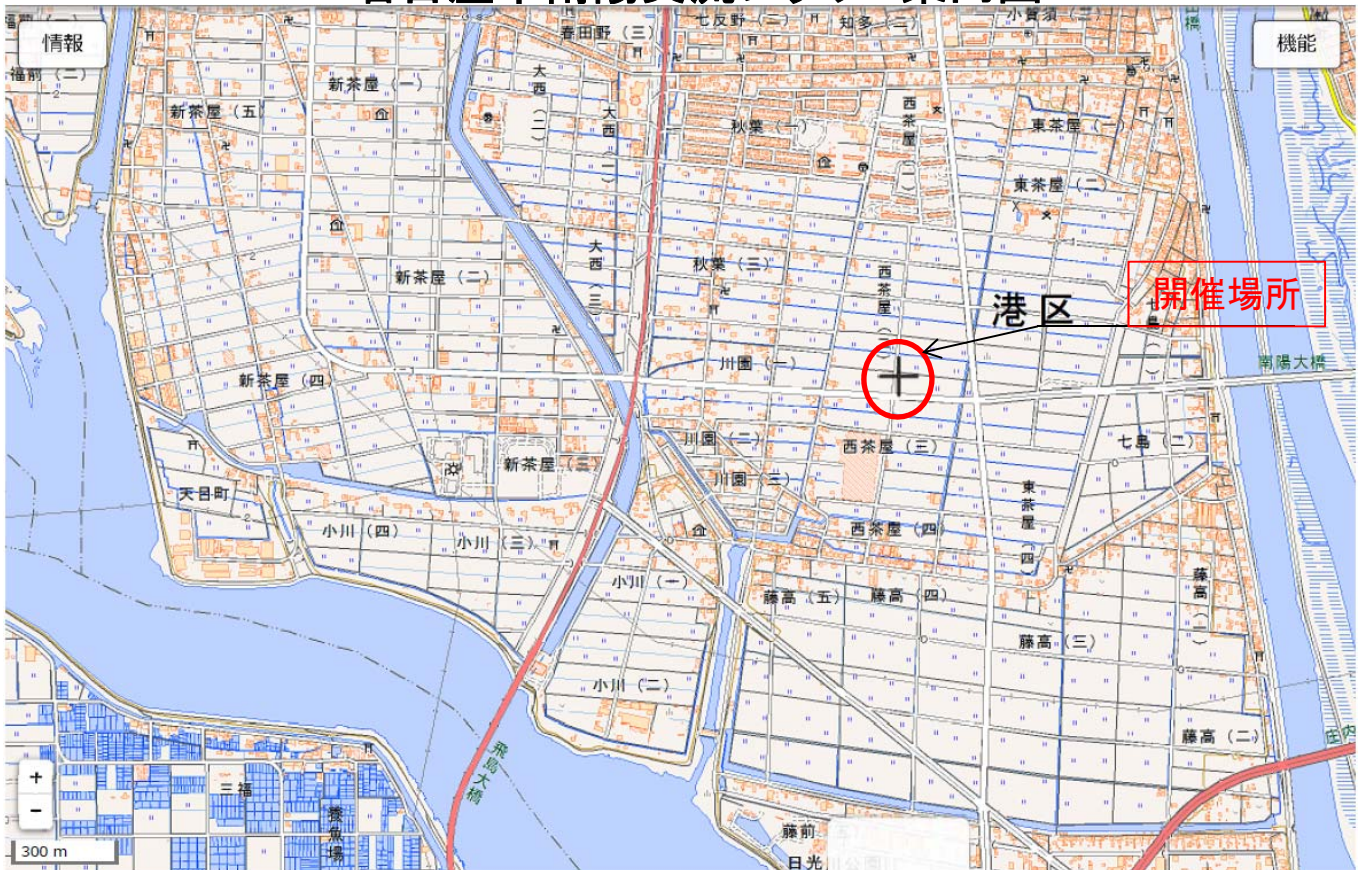 情報
機能
春田野（三）
七反野（二）
知多（二）
小賀須（三）
福前（二）
新茶屋（五）
新茶屋（一）
大西（二）
大西（一）
秋葉（一）
西茶屋（一）
東茶屋（一）
東茶屋（二）
新茶屋（二）
大西（三）
秋葉（三）
港区
開催場所
新茶屋（四）
川園（一）
南陽大橋
新茶屋（三）
川園（二）
川園（三）
西茶屋（三）
七島（二）
天目町
小川（四）
小川（三）
西茶屋（四）
東茶屋（四）
小川（一）
藤高（五）
藤高（四）
藤高（三）
藤高（一）
小川（二）
藤高（二）
飛島大橋
三福
養魚場
藤前
日光
+
-
300 m